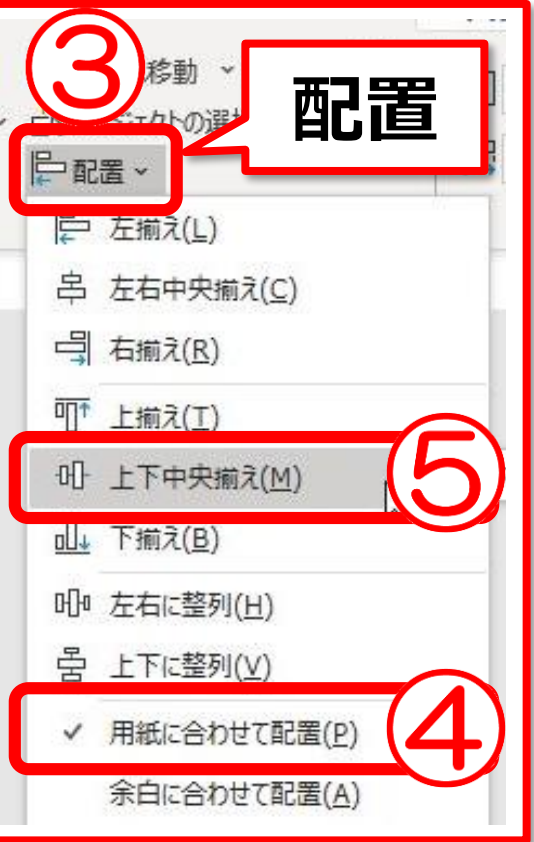 ③
移動
配置
配置
左揃え(L)
左右中央揃え(C)
右揃え(R)
上揃え(T)
⑤
上下中央揃え(M)
下揃え(B)
左右に整列(H)
上下に整列(V)
④
用紙に合わせて配置(P)
余白に合わせて配置(A)